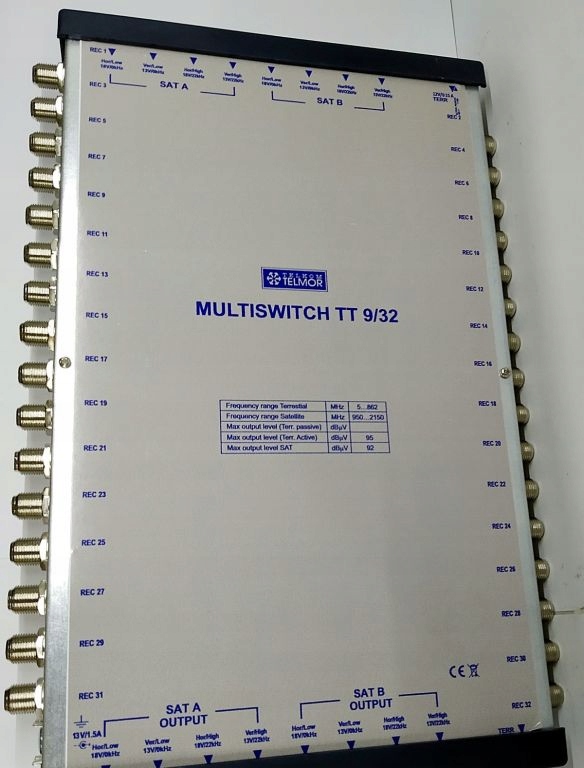 REC 1
Hor/Low
18V/0kHz
Ver/Low
13V/0kHz
Hor/High
18V/22kHz
Ver/High
13V/22kHz
SAT A
Hor/Low
18V/0kHz
Ver/Low
13V/0kHz
Hor/High
18V/22kHz
Ver/High
13V/22kHz
SAT B
TERR
REC 2
REC 3
REC 4
REC 5
REC 6
REC 7
REC 8
REC 9
REC 10
REC 11
REC 12
REC 13
REC 14
REC 15
REC 16
REC 17
REC 18
REC 19
REC 20
REC 21
REC 22
REC 23
REC 24
REC 25
REC 26
REC 27
REC 28
REC 29
REC 30
REC 31
REC 32
TELKOM
TELMOR
MULTISWITCH TT 9/32
Frequency range Terrestial MHz 5...862
Frequency range Satellite MHz 950...2150
Max output level (Terr. passive) dBμV
Max output level (Terr. Active) dBμV 95
Max output level SAT dBμV 92
CE
13V/1.5A
SAT A
OUTPUT
Hor/Low
18V/0kHz
Ver/Low
13V/0kHz
Hor/High
18V/22kHz
Ver/High
13V/22kHz
SAT B
OUTPUT
Hor/Low
18V/0kHz
Ver/Low
13V/0kHz
Hor/High
18V/22kHz
Ver/High
13V/22kHz
TERR